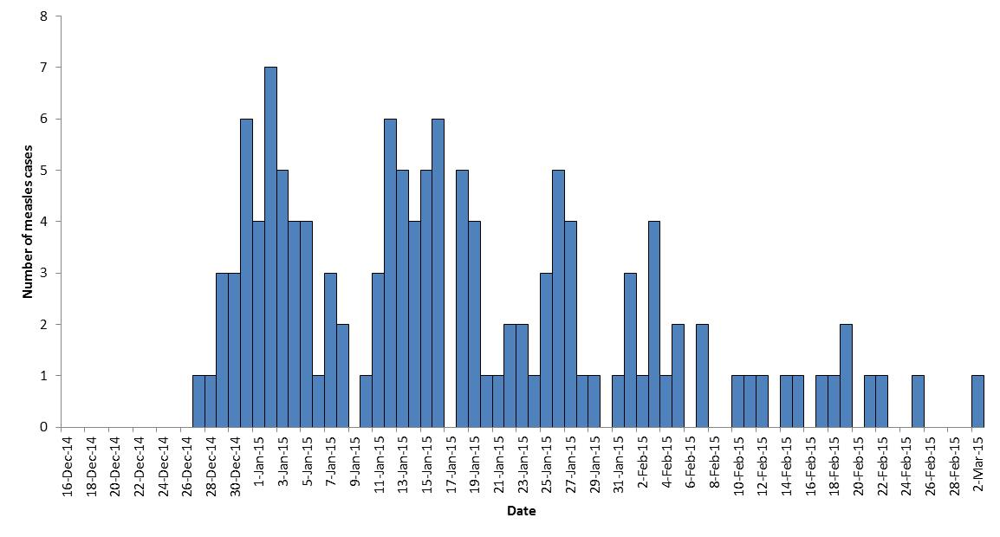 8
7
6
5
4
3
2
1
0
Number of measles cases
16-Dec-14
18-Dec-14
20-Dec-14
22-Dec-14
24-Dec-14
26-Dec-14
28-Dec-14
30-Dec-14
1-Jan-15
3-Jan-15
5-Jan-15
7-Jan-15
9-Jan-15
11-Jan-15
13-Jan-15
15-Jan-15
17-Jan-15
19-Jan-15
21-Jan-15
23-Jan-15
25-Jan-15
27-Jan-15
29-Jan-15
31-Jan-15
2-Feb-15
4-Feb-15
6-Feb-15
8-Feb-15
10-Feb-15
12-Feb-15
14-Feb-15
16-Feb-15
18-Feb-15
20-Feb-15
22-Feb-15
24-Feb-15
26-Feb-15
28-Feb-15
2-Mar-15
Date